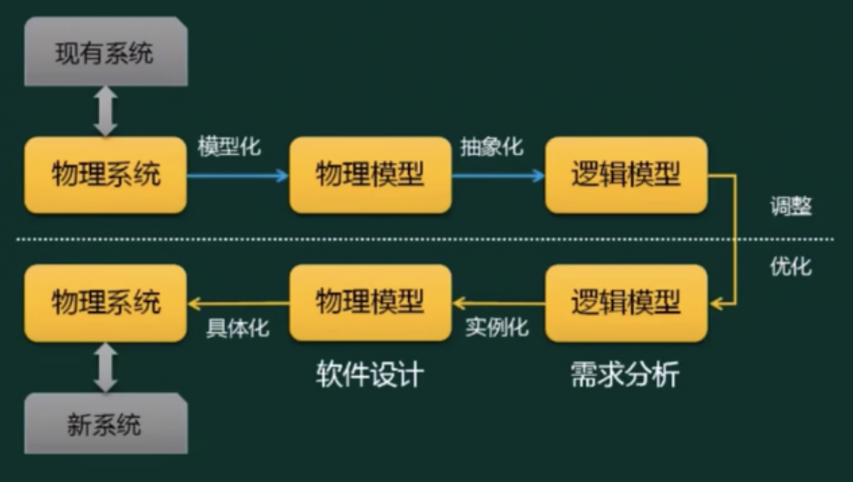 现有系统
模型化
抽象化
物理系统
物理模型
逻辑模型
调整
优化
物理系统
物理模型
逻辑模型
具体化
实例化
软件设计
需求分析
新系统